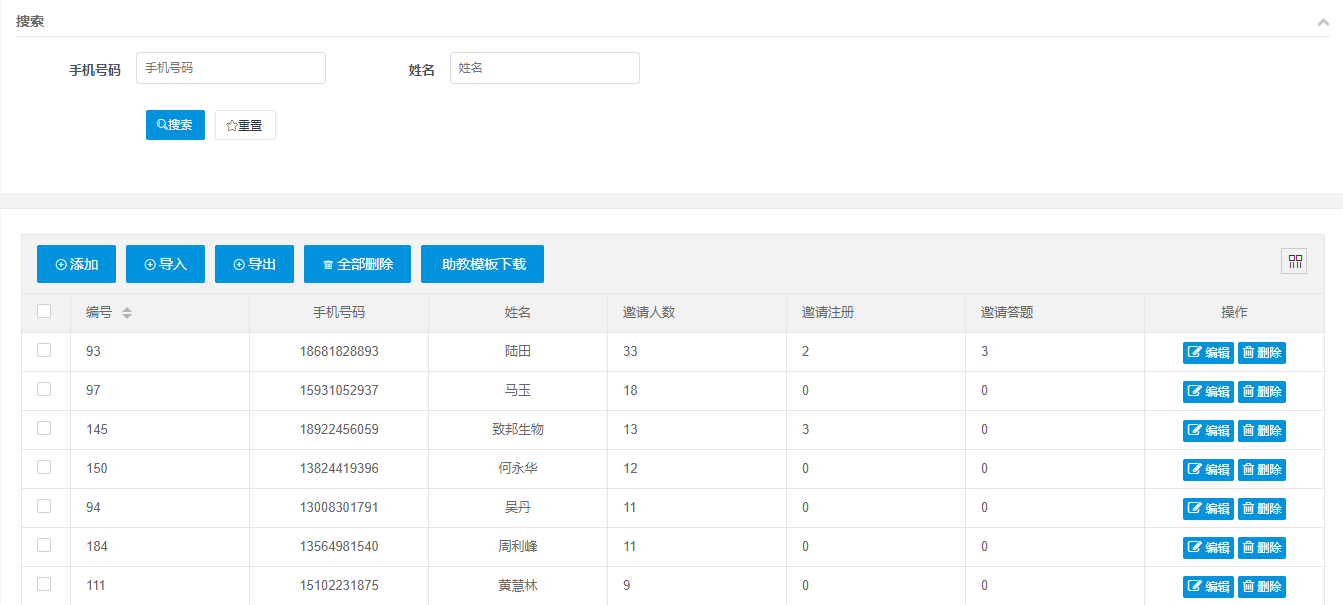 搜索
手机号码 手机号码 姓名 姓名
搜索 重置
添加 导入 导出 全部删除 助教模板下载
编号 手机号码 姓名 邀请人数 邀请注册 邀请答题 操作
93 18681828893 陆田 33 2 3 编辑 删除
97 15931052937 马玉 18 0 0 编辑 删除
145 18922456059 致邦生物 13 3 0 编辑 删除
150 13824419396 何永华 12 0 0 编辑 删除
94 13008301791 吴丹 11 0 0 编辑 删除
184 13564981540 周利峰 11 0 0 编辑 删除
111 15102231875 黄慧林 9 0 0 编辑 删除